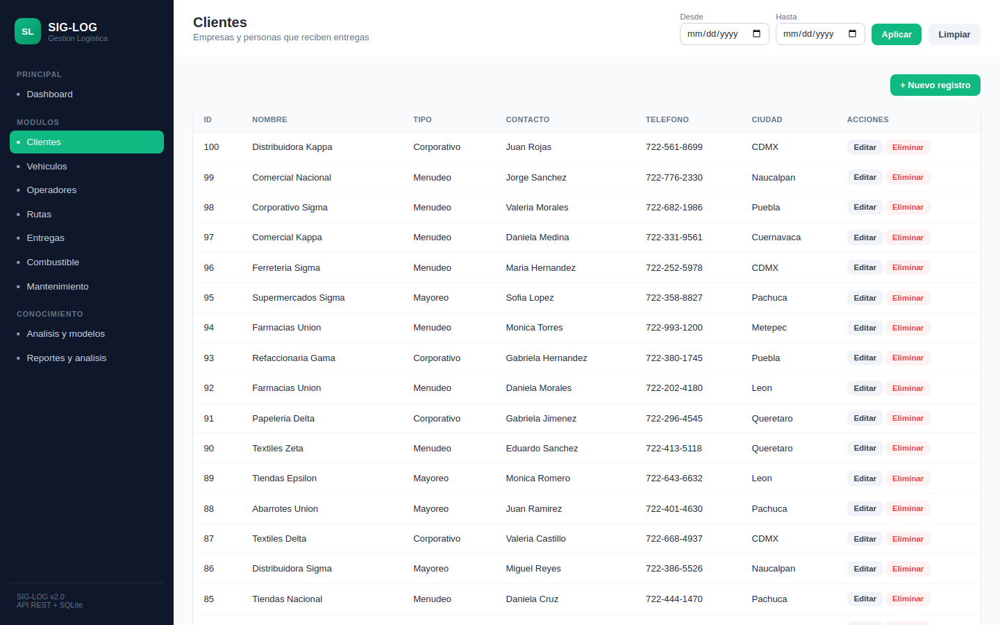 SL
SIG-LOG
Gestion Logistica
PRINCIPAL
Dashboard
MODULOS
Clientes
Vehiculos
Operadores
Rutas
Entregas
Combustible
Mantenimiento
CONOCIMIENTO
Analisis y modelos
Reportes y analisis
SIG-LOG v2.0
API REST + SQLite
Clientes
Empresas y personas que reciben entregas
Desde
mm/dd/yyyy
Hasta
mm/dd/yyyy
Aplicar
Limpiar
+ Nuevo registro
ID NOMBRE TIPO CONTACTO TELEFONO CIUDAD ACCIONES
100 Distribuidora Kappa Corporativo Juan Rojas 722-561-8699 CDMX Editar Eliminar
99 Comercial Nacional Menudeo Jorge Sanchez 722-776-2330 Naucalpan Editar Eliminar
98 Corporativo Sigma Menudeo Valeria Morales 722-682-1986 Puebla Editar Eliminar
97 Comercial Kappa Menudeo Daniela Medina 722-331-9561 Cuernavaca Editar Eliminar
96 Ferreteria Sigma Menudeo Maria Hernandez 722-252-5978 CDMX Editar Eliminar
95 Supermercados Sigma Mayoreo Sofia Lopez 722-358-8827 Pachuca Editar Eliminar
94 Farmacias Union Menudeo Monica Torres 722-993-1200 Metepec Editar Eliminar
93 Refaccionaria Gama Corporativo Gabriela Hernandez 722-380-1745 Puebla Editar Eliminar
92 Farmacias Union Menudeo Daniela Morales 722-202-4180 Leon Editar Eliminar
91 Papeleria Delta Corporativo Gabriela Jimenez 722-296-4545 Queretaro Editar Eliminar
90 Textiles Zeta Menudeo Eduardo Sanchez 722-413-5118 Queretaro Editar Eliminar
89 Tiendas Epsilon Mayoreo Monica Romero 722-643-6632 Leon Editar Eliminar
88 Abarrotes Union Mayoreo Juan Ramirez 722-401-4630 Pachuca Editar Eliminar
87 Textiles Delta Corporativo Valeria Castillo 722-668-4937 CDMX Editar Eliminar
86 Distribuidora Sigma Mayoreo Miguel Reyes 722-386-5526 Naucalpan Editar Eliminar
85 Tiendas Nacional Menudeo Daniela Cruz 722-444-1470 Pachuca Editar Eliminar